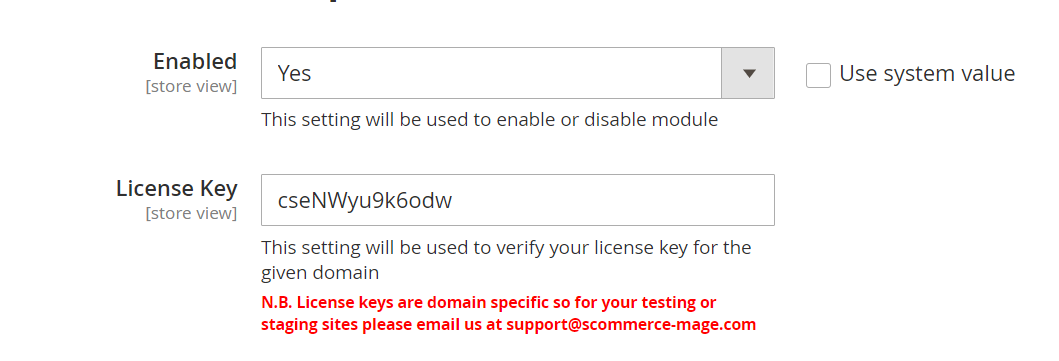 Enabled
[store view]
Yes
Use system value
This setting will be used to enable or disable module
License Key
[store view]
cseNWyu9k6odw
This setting will be used to verify your license key for the
given domain
N.B. License keys are domain specific so for your testing or
staging sites please email us at support@scommerce-mage.com